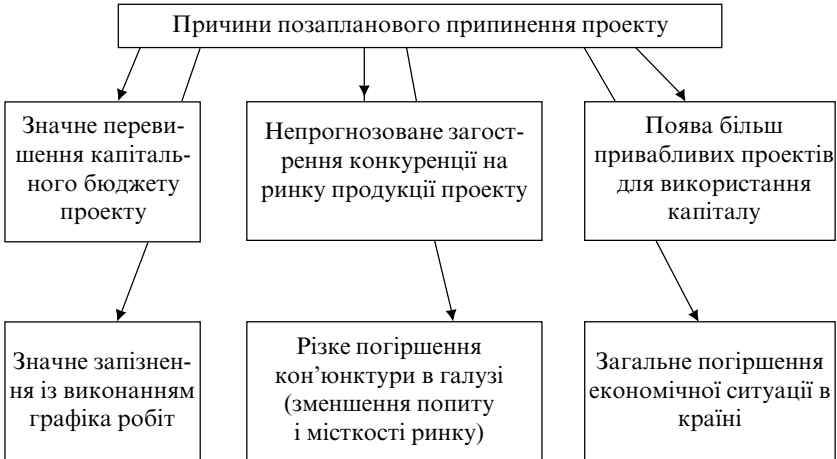 Причини позапланового припинення проекту
Значне переви-
шення капіталь-
ного бюджету
проекту
Непрогнозоване загост-
рення конкуренції на
ринку продукції проекту
Поява більш
привабливих проектів
для використання
капіталу
Значне запізнен-
ня із виконанням
графіка робіт
Різке погіршення
кон’юнктури в галузі
(зменшення попиту
і місткості ринку)
Загальне погіршення
економічної ситуації в
країні